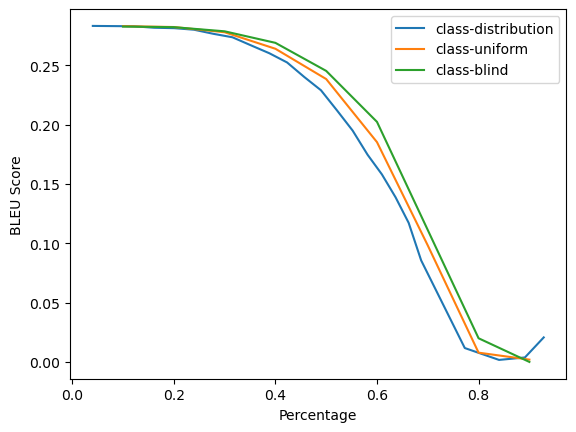 class-distribution
class-uniform
class-blind
0.25
0.20
0.15
0.10
0.05
0.00
BLEU Score
0.0 0.2 0.4 0.6 0.8
Percentage